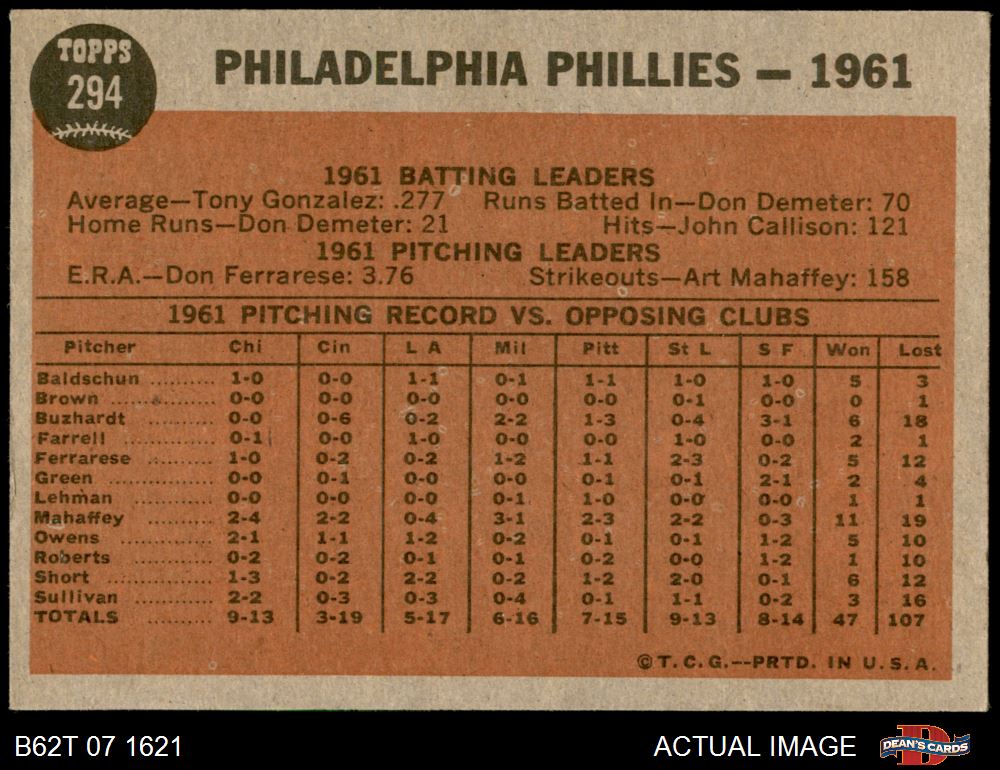 TOPPS
294
PHILADELPHIA PHILLIES — 1961
1961 BATTING LEADERS
Average—Tony Gonzalez: .277 Runs Batted In—Don Demeter: 70
Home Runs—Don Demeter: 21 Hits—John Callison: 121
1961 PITCHING LEADERS
E.R.A.—Don Ferrarese: 3.76 Strikeouts—Art Mahaffey: 158
1961 PITCHING RECORD VS. OPPOSING CLUBS
Pitcher Chi Cin L A Mil Pitt St L S F Won Lost
Baldschun .......... 1-0 0-0 1-1 0-1 1-1 1-0 1-0 5 3
Brown ................ 0-0 0-0 0-0 0-0 0-0 0-1 0-0 0 1
Buzhardt ............ 0-0 0-6 0-2 2-2 1-3 0-4 3-1 6 18
Farrell .............. 0-1 0-0 1-0 0-0 0-0 1-0 0-0 2 1
Ferrarese .......... 1-0 0-2 0-2 1-2 1-1 2-3 0-2 5 12
Green ................ 0-0 0-1 0-0 0-0 0-1 0-1 2-1 2 4
Lehman .............. 0-0 0-0 0-0 0-1 1-0 0-0 0-0 1 1
Mahaffey .......... 2-4 2-2 0-4 3-1 2-3 2-2 0-3 11 19
Owens .............. 2-1 1-1 1-2 0-2 0-1 0-1 1-2 5 10
Roberts ............ 0-2 0-2 0-1 0-1 0-2 0-0 1-2 1 10
Short ................ 1-3 0-2 2-2 0-2 1-2 2-0 0-1 6 12
Sullivan ............ 2-2 0-3 0-3 0-4 0-1 1-1 0-2 3 16
TOTALS ............ 9-13 3-19 5-17 6-16 7-15 9-13 8-14 47 107
©T.C.G.--PRTD. IN U.S.A.
B62T 07 1621 ACTUAL IMAGE D DEAN'S CARDS